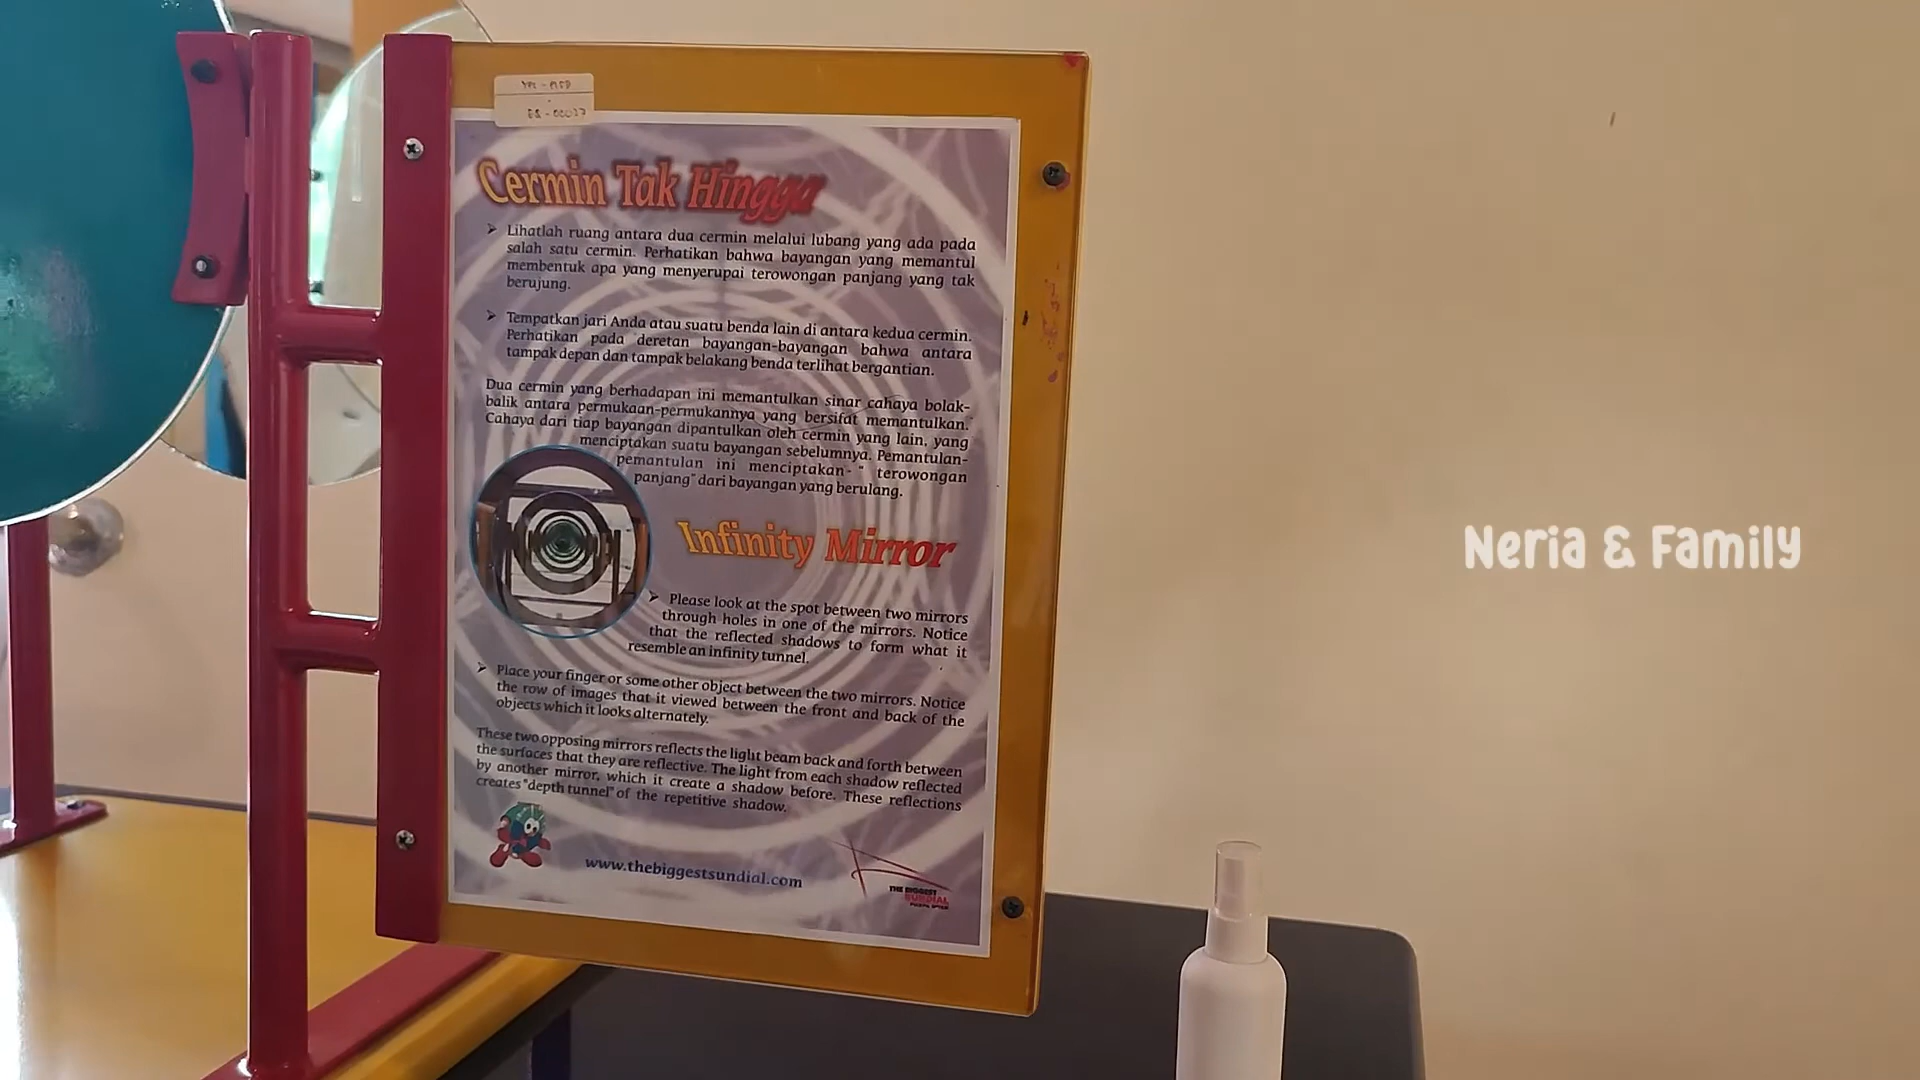 Cermin Tak Hingga
➤ Lihatlah ruang antara dua cermin melalui lubang yang ada pada
salah satu cermin. Perhatikan bahwa bayangan yang memantul
membentuk apa yang menyerupai terowongan panjang yang tak
berujung.
➤ Tempatkan jari Anda atau suatu benda lain di antara kedua cermin.
Perhatikan pada deretan bayangan-bayangan bahwa antara
tampak depan dan tampak belakang benda terlihat bergantian.
Dua cermin yang berhadapan ini memantulkan sinar cahaya bolak-
balik antara permukaan-permukannya yang bersifat memantulkan.
Cahaya dari tiap bayangan dipantulkan oleh cermin yang lain, yang
menciptakan suatu bayangan sebelumnya. Pemantulan-
pemantulan ini menciptakan- " terowongan
panjang" dari bayangan yang berulang.
Infinity Mirror
➤ Please look at the spot between two mirrors
through holes in one of the mirrors. Notice
that the reflected shadows to form what it
resemble an infinity tunnel.
➤ Place your finger or some other object between the two mirrors. Notice
the row of images that it viewed between the front and back of the
objects which it looks alternately.
These two opposing mirrors reflects the light beam back and forth between
the surfaces that they are reflective. The light from each shadow reflected
by another mirror, which it create a shadow before. These reflections
creates "depth tunnel" of the repetitive shadow.
www.thebiggestsundial.com
THE BIGGEST
SUNDIAL
Neria & Family